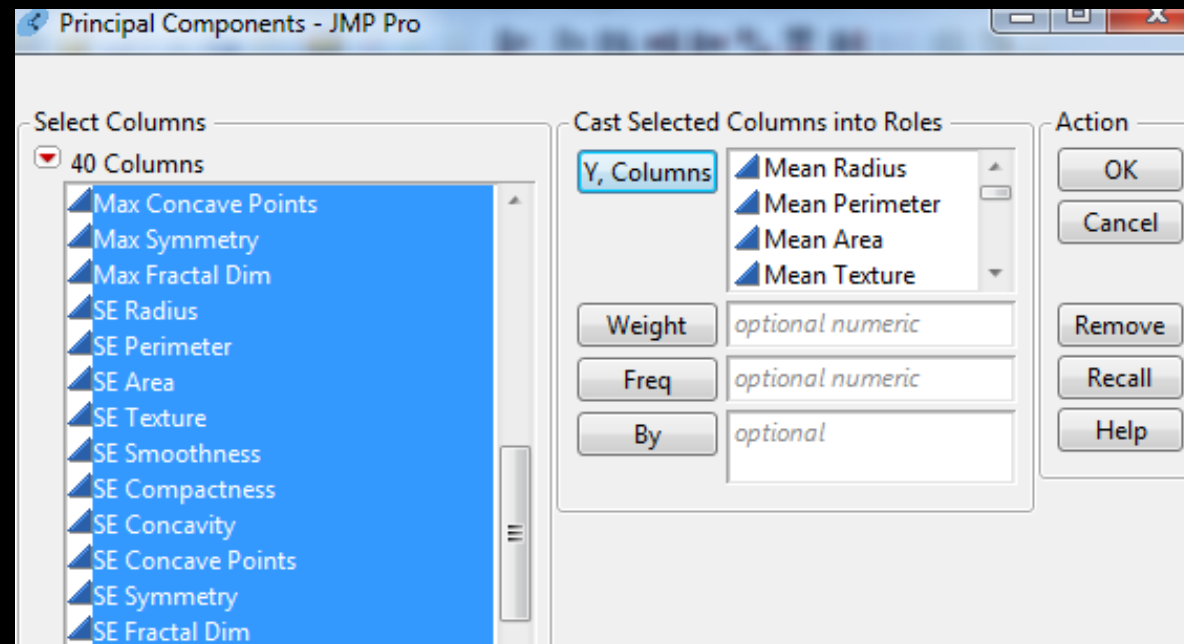 Principal Components - JMP Pro
Select Columns
40 Columns
Max Concave Points
Max Symmetry
Max Fractal Dim
SE Radius
SE Perimeter
SE Area
SE Texture
SE Smoothness
SE Compactness
SE Concavity
SE Concave Points
SE Symmetry
SE Fractal Dim
Cast Selected Columns into Roles
Y, Columns
Mean Radius
Mean Perimeter
Mean Area
Mean Texture
Weight optional numeric
Freq optional numeric
By optional
Action
OK
Cancel
Remove
Recall
Help